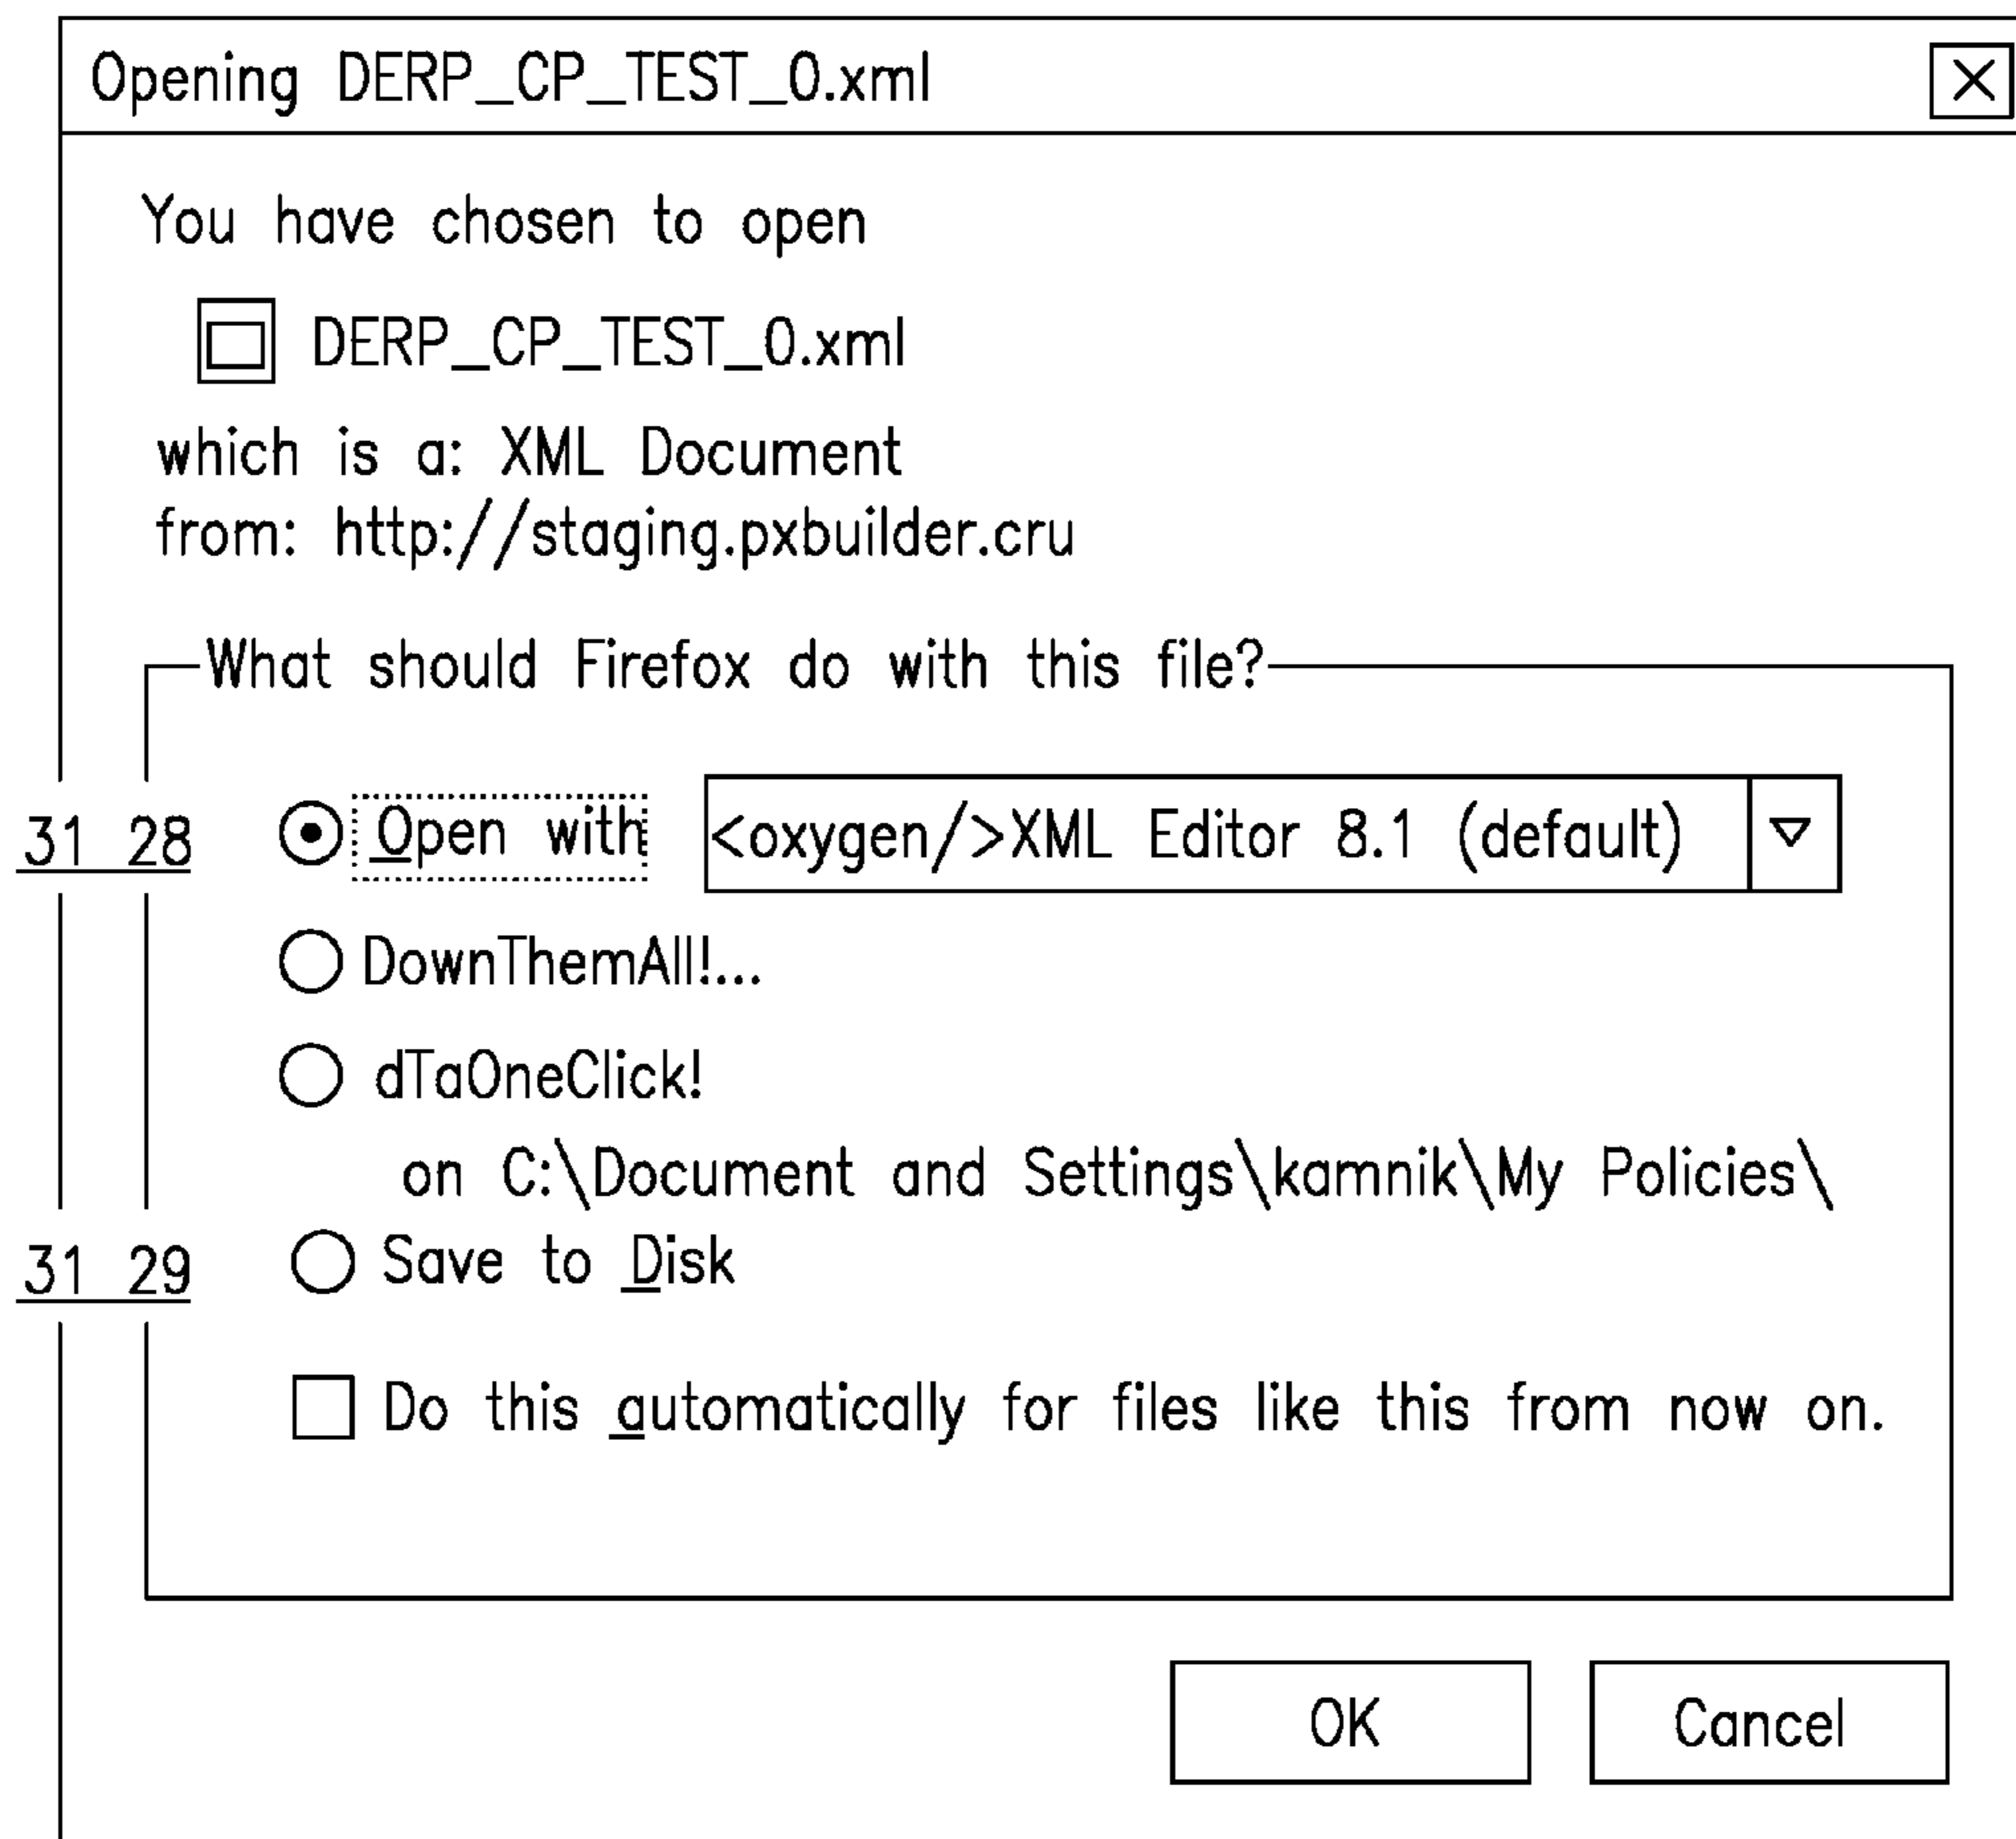 Opening DERP_CP_TEST_0.xml
You have chosen to open
DERP_CP_TEST_0.xml
which is a: XML Document
from: http://staging.pxbuilder.cru
What should Firefox do with this file?
31 28 Open with <oxygen/>XML Editor 8.1 (default)
DownThemAll!...
dTaOneClick!
on C:\Document and Settings\kamnik\My Policies\
31 29 Save to Disk
Do this automatically for files like this from now on.
OK Cancel